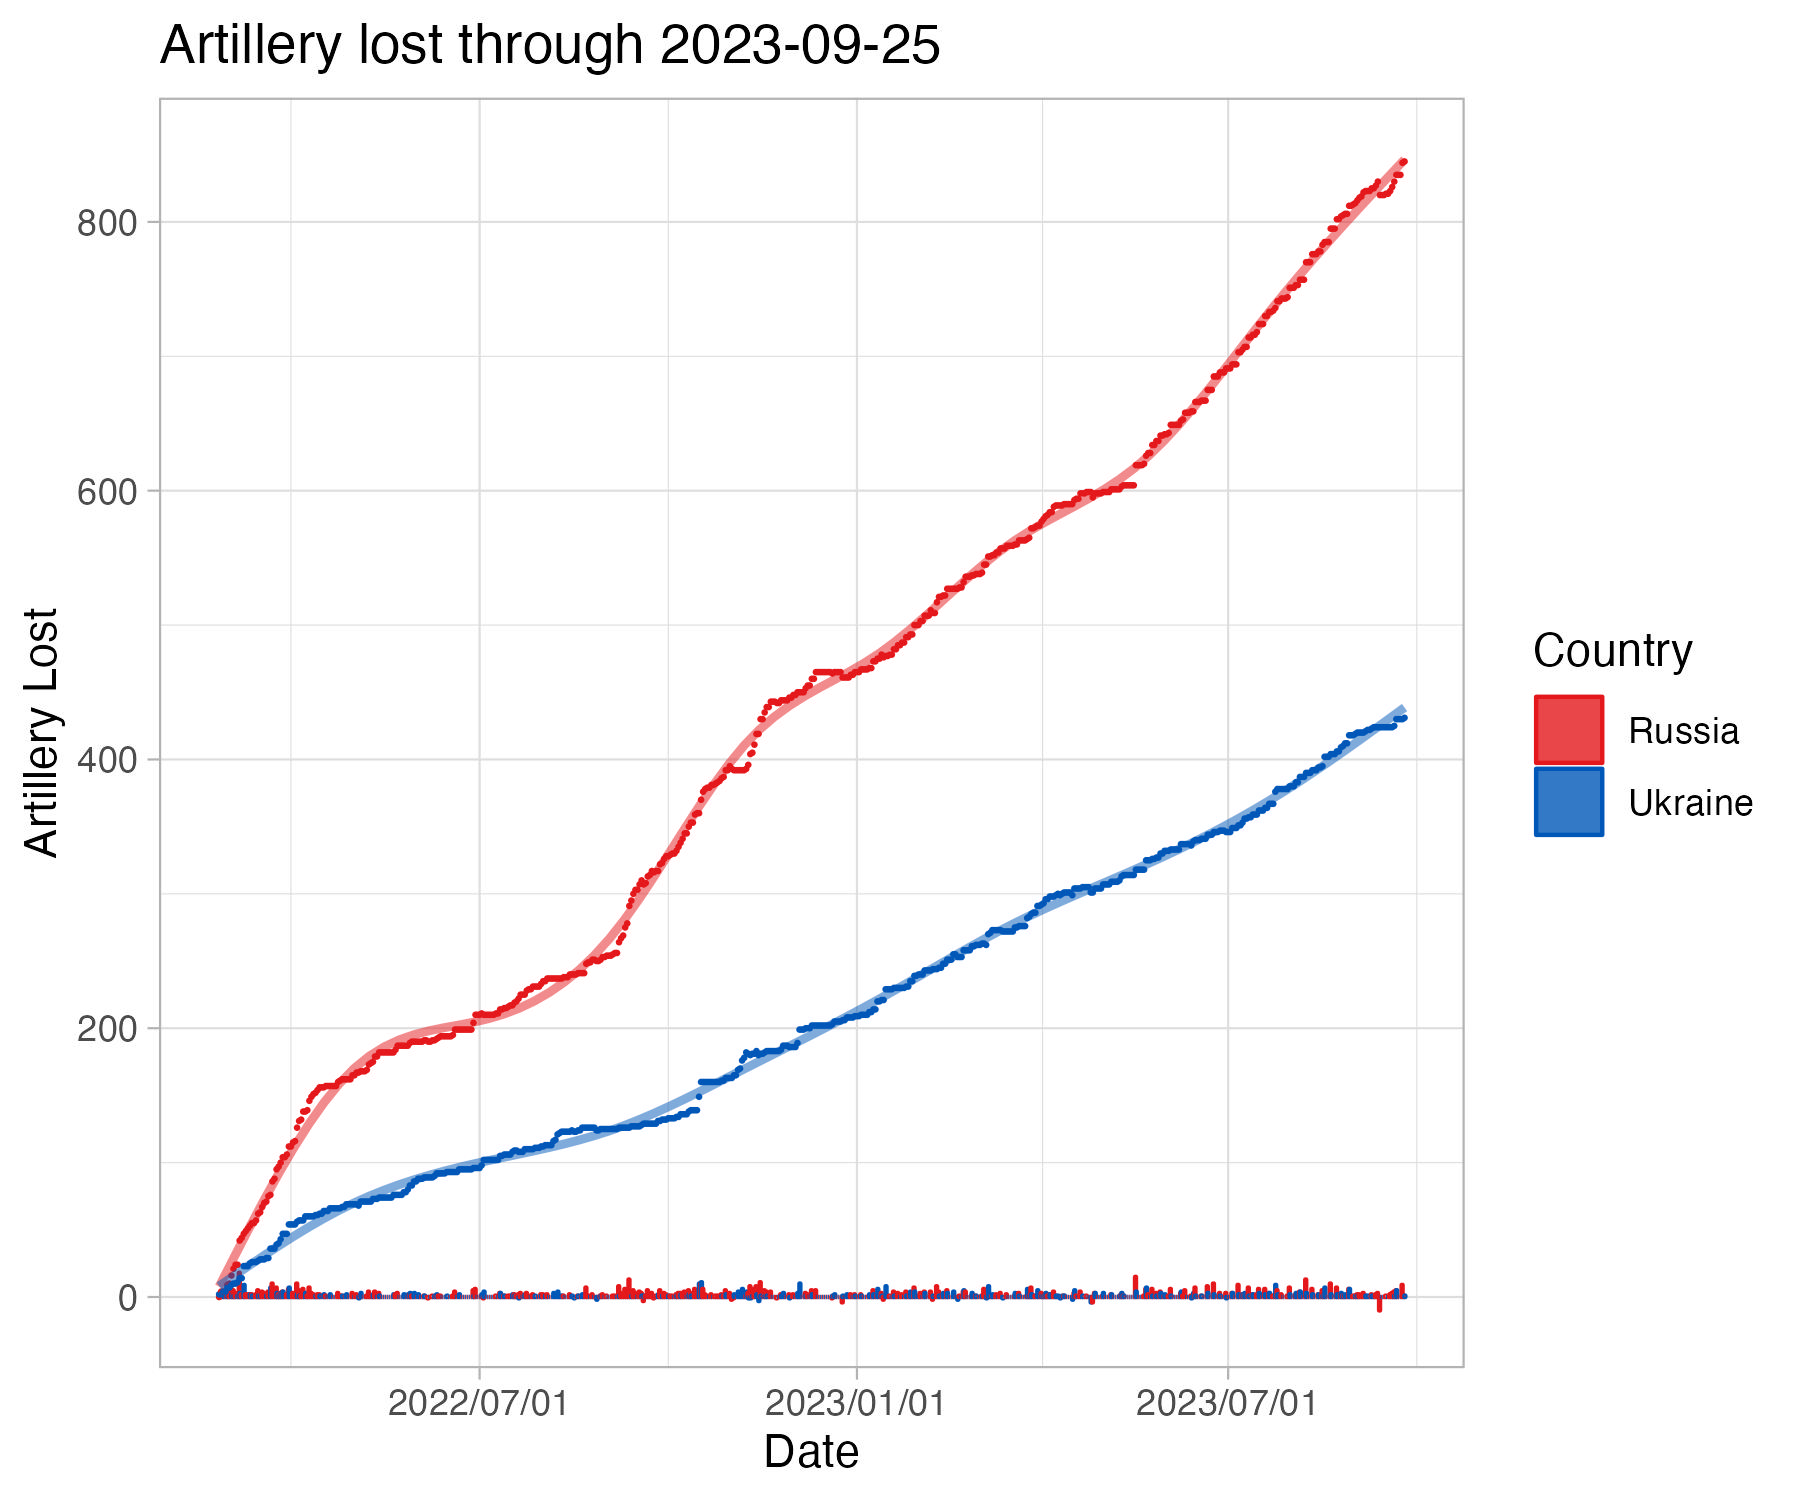 Artillery lost through 2023-09-25
Artillery Lost
800
600
400
200
0
2022/07/01
2023/01/01
2023/07/01
Date
Country
Russia
Ukraine